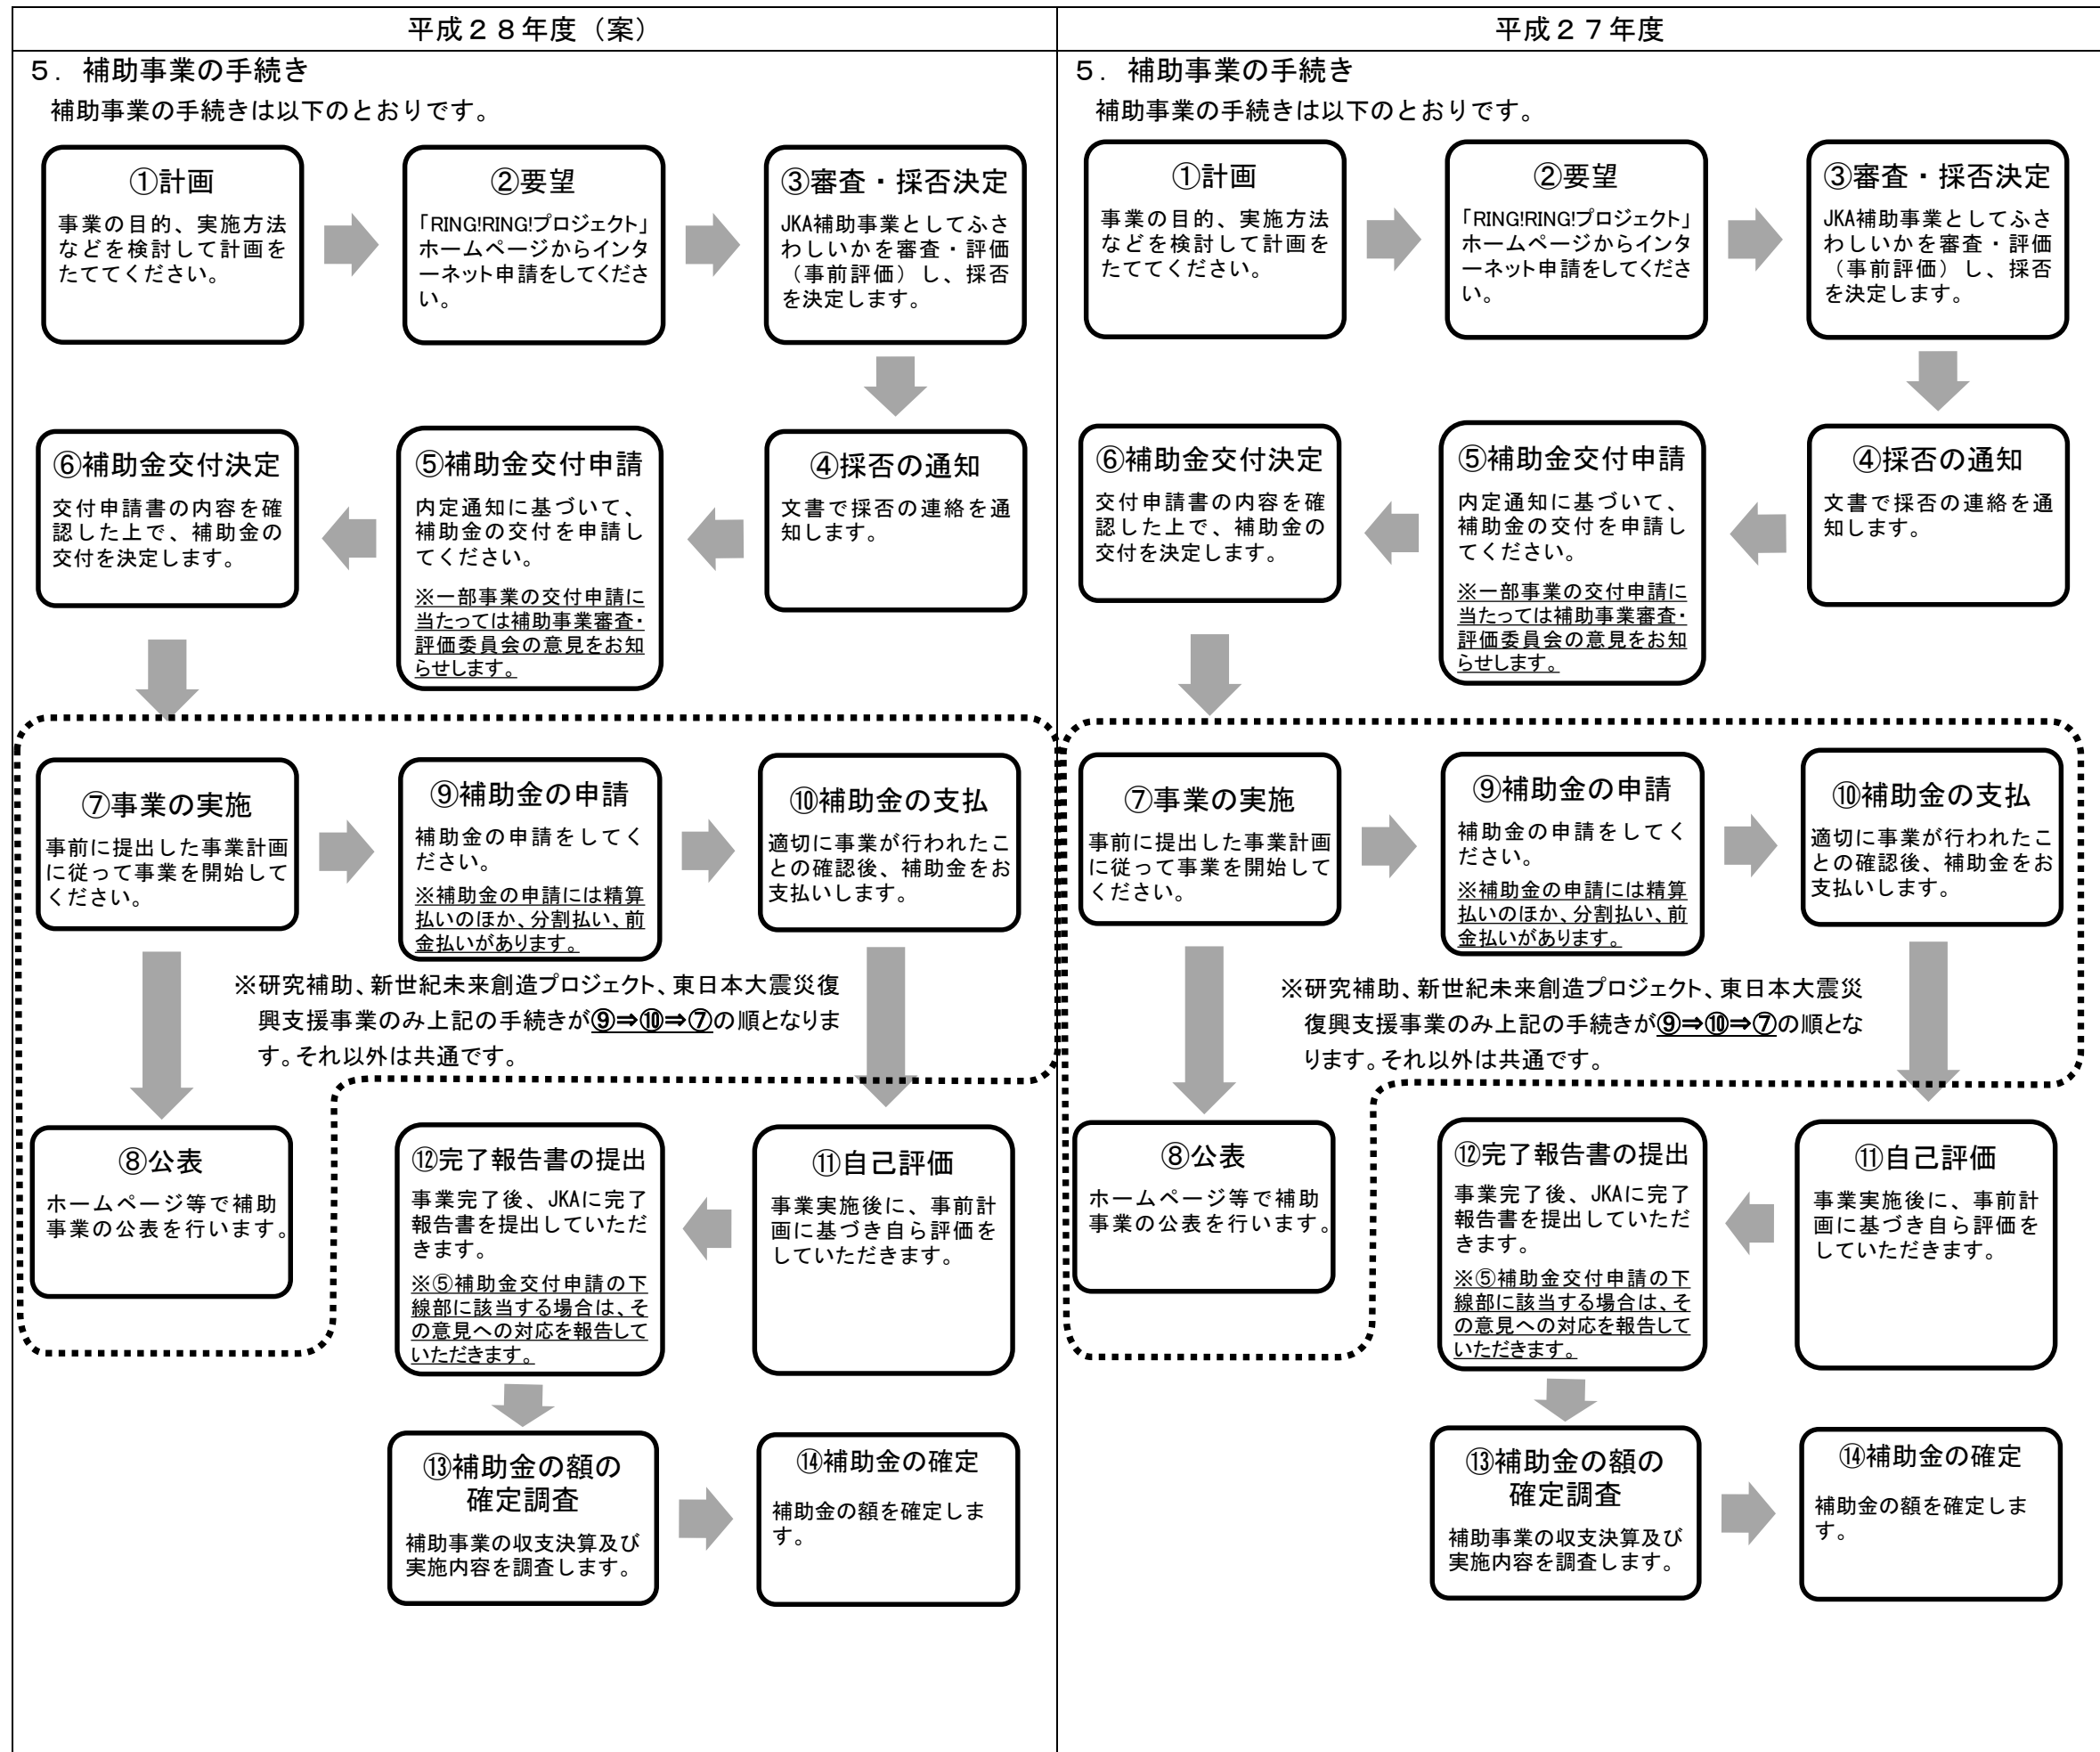 平成２８年度（案）
５．補助事業の手続き
補助事業の手続きは以下のとおりです。
①計画
事業の目的、実施方法
などを検討して計画を
たててください。
②要望
「RING!RING!プロジェクト」
ホームページからインタ
ーネット申請をしてくださ
い。
③審査・採否決定
JKA補助事業としてふさ
わしいかを審査・評価
（事前評価）し、採否
を決定します。
④採否の通知
文書で採否の連絡を通
知します。
⑤補助金交付申請
内定通知に基づいて、
補助金の交付を申請し
てください。
※一部事業の交付申請に
当たっては補助事業審査・
評価委員会の意見をお知
らせします。
⑥補助金交付決定
交付申請書の内容を確
認した上で、補助金の
交付を決定します。
⑦事業の実施
事前に提出した事業計画
に従って事業を開始して
ください。
⑨補助金の申請
補助金の申請をしてく
ださい。
※補助金の申請には精算
払いのほか、分割払い、前
金払いがあります。
⑩補助金の支払
適切に事業が行われたこ
との確認後、補助金をお
支払いします。
※研究補助、新世紀未来創造プロジェクト、東日本大震災復
興支援事業のみ上記の手続きが⑨⇒⑩⇒⑦の順となりま
す。それ以外は共通です。
⑧公表
ホームページ等で補助
事業の公表を行います。
⑪自己評価
事業実施後に、事前計
画に基づき自ら評価を
していただきます。
⑫完了報告書の提出
事業完了後、JKAに完了
報告書を提出していただ
きます。
※⑤補助金交付申請の下
線部に該当する場合は、そ
の意見への対応を報告して
いただきます。
⑬補助金の額の
確定調査
補助事業の収支決算及び
実施内容を調査します。
⑭補助金の確定
補助金の額を確定しま
す。
平成２７年度
５．補助事業の手続き
補助事業の手続きは以下のとおりです。
①計画
事業の目的、実施方法
などを検討して計画を
たててください。
②要望
「RING!RING!プロジェクト」
ホームページからインタ
ーネット申請をしてくださ
い。
③審査・採否決定
JKA補助事業としてふさ
わしいかを審査・評価
（事前評価）し、採否
を決定します。
④採否の通知
文書で採否の連絡を通
知します。
⑤補助金交付申請
内定通知に基づいて、
補助金の交付を申請し
てください。
※一部事業の交付申請に
当たっては補助事業審査・
評価委員会の意見をお知
らせします。
⑥補助金交付決定
交付申請書の内容を確
認した上で、補助金の
交付を決定します。
⑦事業の実施
事前に提出した事業計画
に従って事業を開始して
ください。
⑨補助金の申請
補助金の申請をしてく
ださい。
※補助金の申請には精算
払いのほか、分割払い、前
金払いがあります。
⑩補助金の支払
適切に事業が行われたこ
との確認後、補助金をお
支払いします。
※研究補助、新世紀未来創造プロジェクト、東日本大震災
復興支援事業のみ上記の手続きが⑨⇒⑩⇒⑦の順とな
ります。それ以外は共通です。
⑧公表
ホームページ等で補助
事業の公表を行います。
⑪自己評価
事業実施後に、事前計
画に基づき自ら評価を
していただきます。
⑫完了報告書の提出
事業完了後、JKAに完了
報告書を提出していただ
きます。
※⑤補助金交付申請の下
線部に該当する場合は、そ
の意見への対応を報告して
いただきます。
⑬補助金の額の
確定調査
補助事業の収支決算及び
実施内容を調査します。
⑭補助金の確定
補助金の額を確定しま
す。